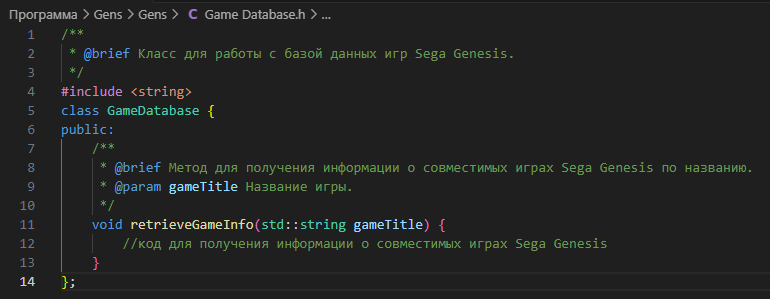 Программа > Gens > Gens > C Game Database.h > ...
1 /**
2  * @brief Класс для работы с базой данных игр Sega Genesis.
3  */
4 #include <string>
5 class GameDatabase {
6 public:
7     /**
8      * @brief Метод для получения информации о совместимых играх Sega Genesis по названию.
9      * @param gameTitle Название игры.
10      */
11     void retrieveGameInfo(std::string gameTitle) {
12         //код для получения информации о совместимых играх Sega Genesis
13     }
14 };